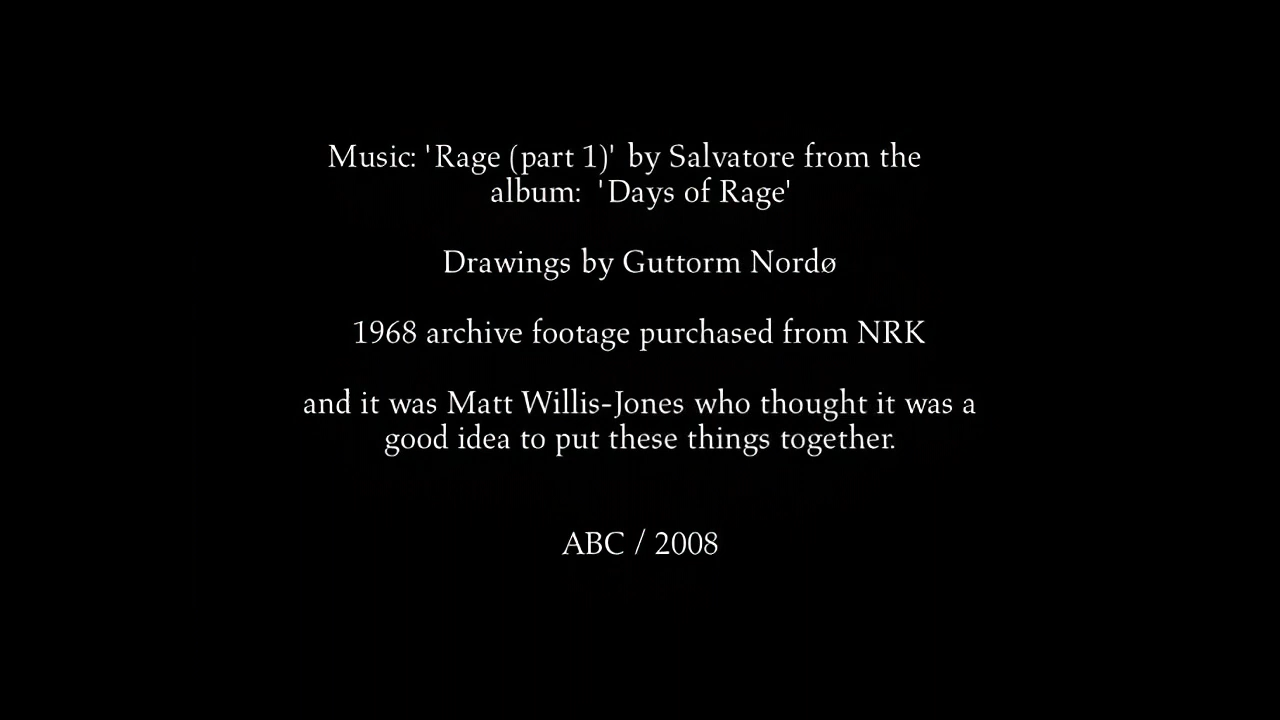 Music: 'Rage (part 1)' by Salvatore from the
album:  'Days of Rage'
Drawings by Guttorm Nordø
1968 archive footage purchased from NRK
and it was Matt Willis-Jones who thought it was a
good idea to put these things together.
ABC / 2008